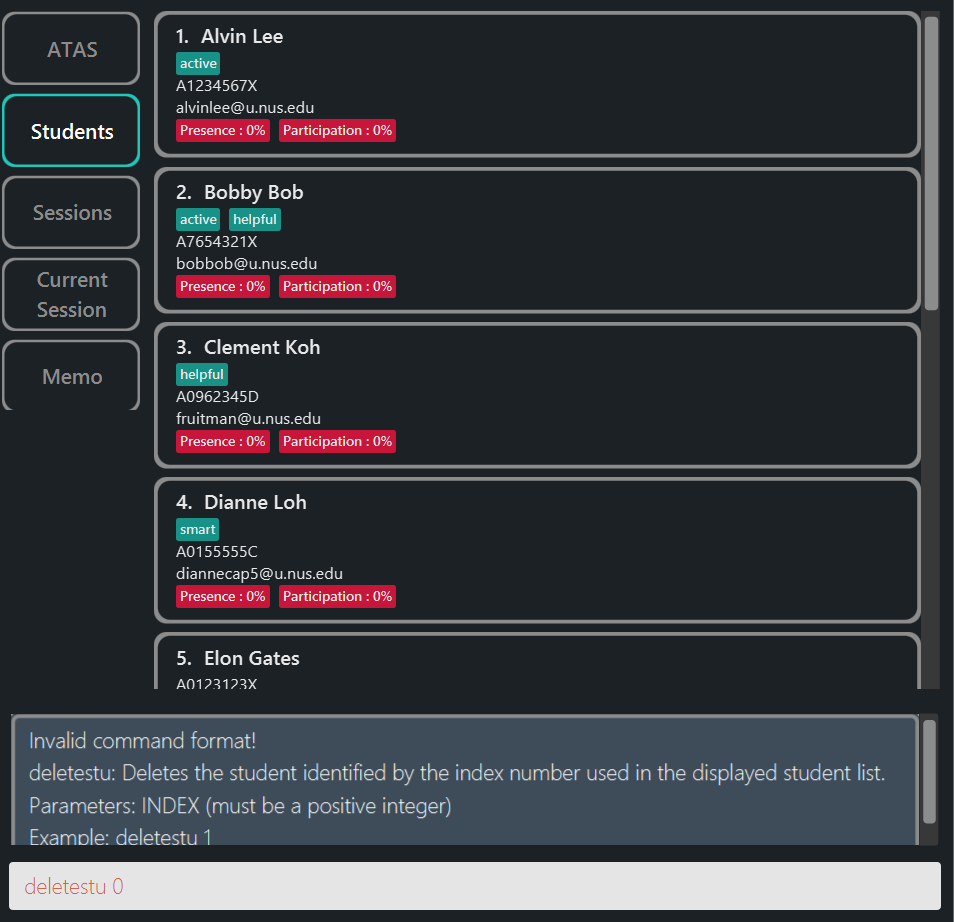 ATAS
Students
Sessions
Current
Session
Memo
1. Alvin Lee
active
A1234567X
alvinlee@u.nus.edu
Presence : 0% Participation : 0%
2. Bobby Bob
active helpful
A7654321X
bobbob@u.nus.edu
Presence : 0% Participation : 0%
3. Clement Koh
helpful
A0962345D
fruitman@u.nus.edu
Presence : 0% Participation : 0%
4. Dianne Loh
smart
A0155555C
diannecap5@u.nus.edu
Presence : 0% Participation : 0%
5. Elon Gates
A0123123X
Invalid command format!
deletestu: Deletes the student identified by the index number used in the displayed student list.
Parameters: INDEX (must be a positive integer)
Example: deletestu 1
deletestu 0